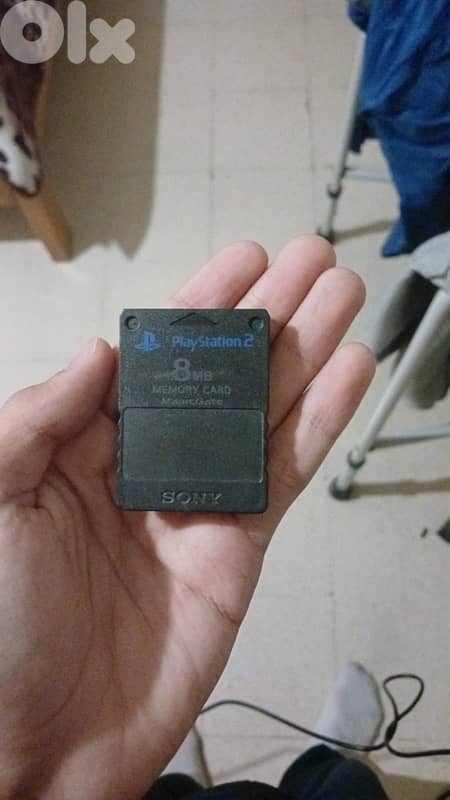 OLX
PlayStation 2
8 MB
MEMORY CARD
MAGICGATE
SONY